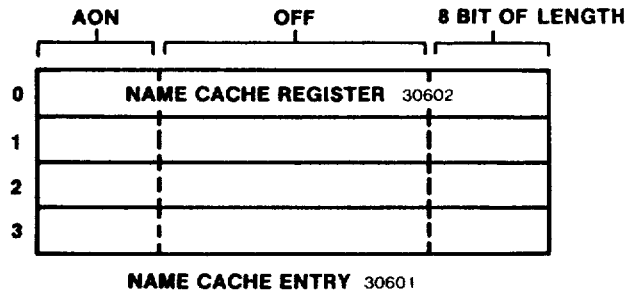 AON OFF 8 BIT OF LENGTH
0 NAME CACHE REGISTER 30602
1
2
3
NAME CACHE ENTRY 30601